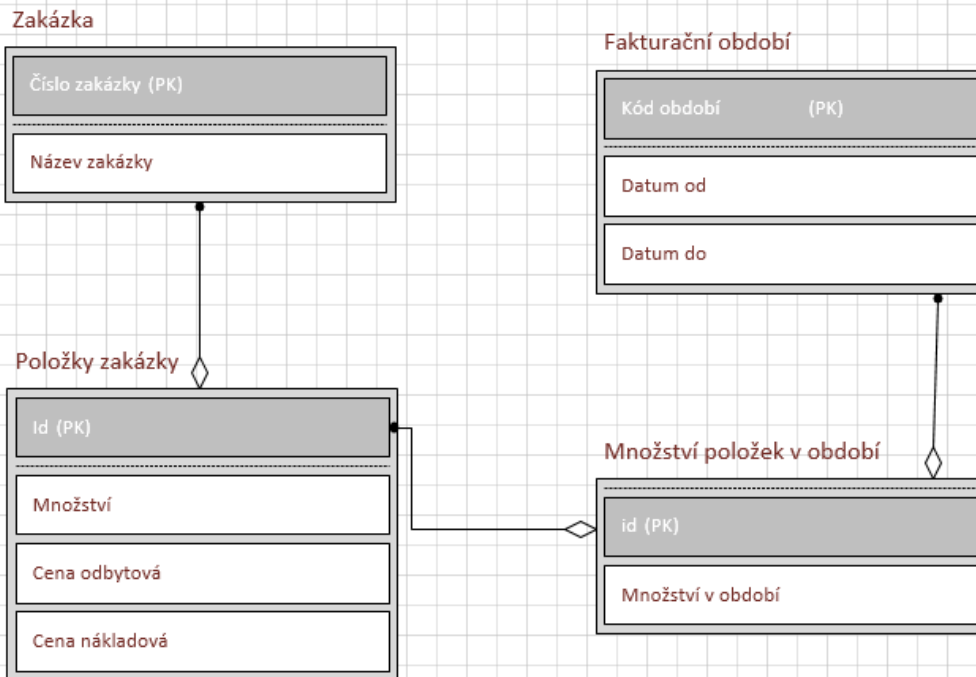 Zakázka
Číslo zakázky (PK)
Název zakázky
Fakturační období
Kód období (PK)
Datum od
Datum do
Položky zakázky
Id (PK)
Množství
Cena odbytová
Cena nákladová
Množství položek v období
id (PK)
Množství v období